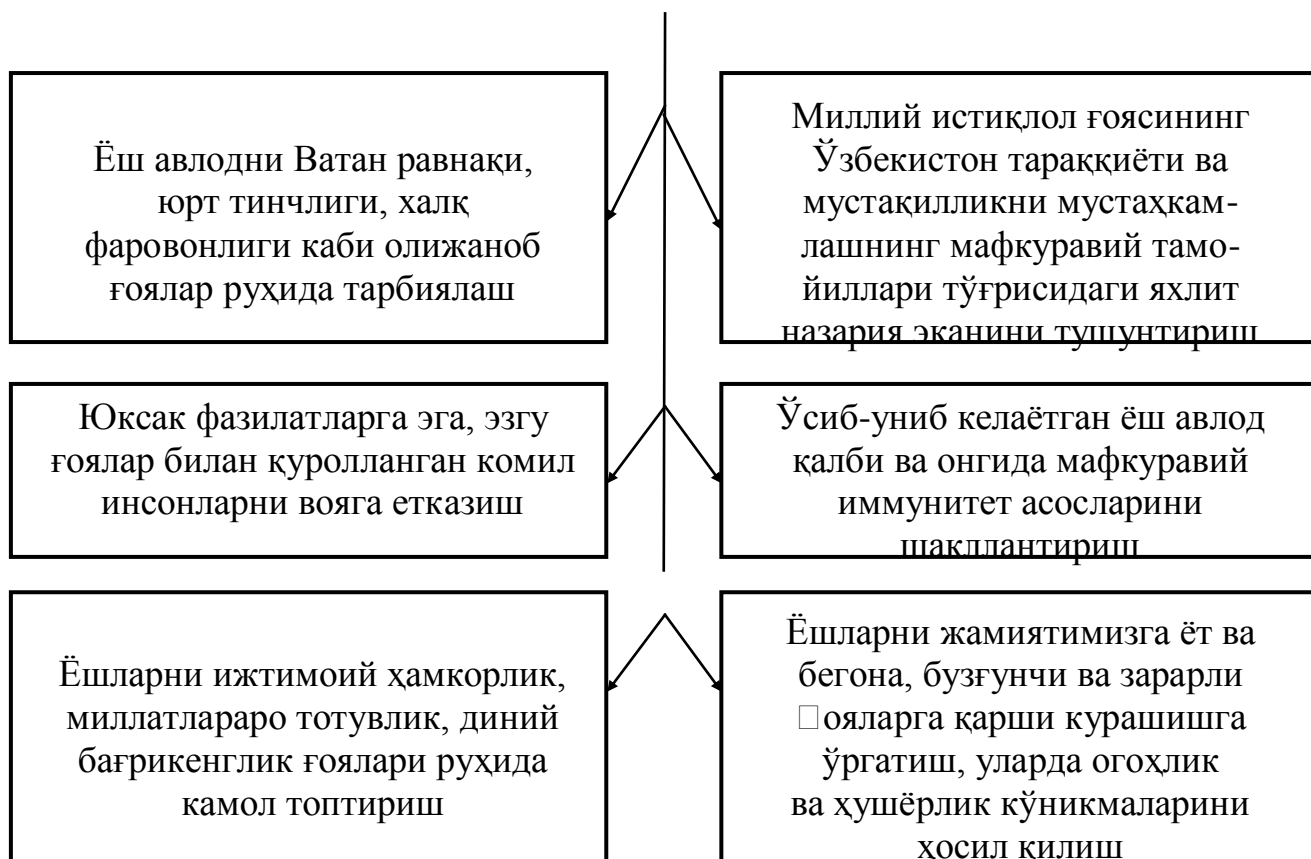 Ёш авлодни Ватан равнақи,
юрт тинчлиги, халқ
фаровонлиги каби олижаноб
ғоялар руҳида тарбиялаш
Миллий истиқлол ғоясининг
Ўзбекистон тараққиёти ва
мустақилликни мустаҳкам-
лашнинг мафкуравий тамо-
йиллари тўғрисидаги яхлит
назария эканини тушунтириш
Юксак фазилатларга эга, эзгу
ғоялар билан қуролланган комил
инсонларни вояга етказиш
Ўсиб-униб келаётган ёш авлод
қалби ва онгида мафкуравий
иммунитет асосларини
шакллантириш
Ёшларни ижтимоий ҳамкорлик,
миллатлараро тотувлик, диний
бағрикенглик ғоялари руҳида
камол топтириш
Ёшларни жамиятимизга ёт ва
бегона, бузғунчи ва зарарли
□ояларга қарши курашишга
ўргатиш, уларда огоҳлик
ва ҳушёрлик кўникмаларини
ҳосил қилиш